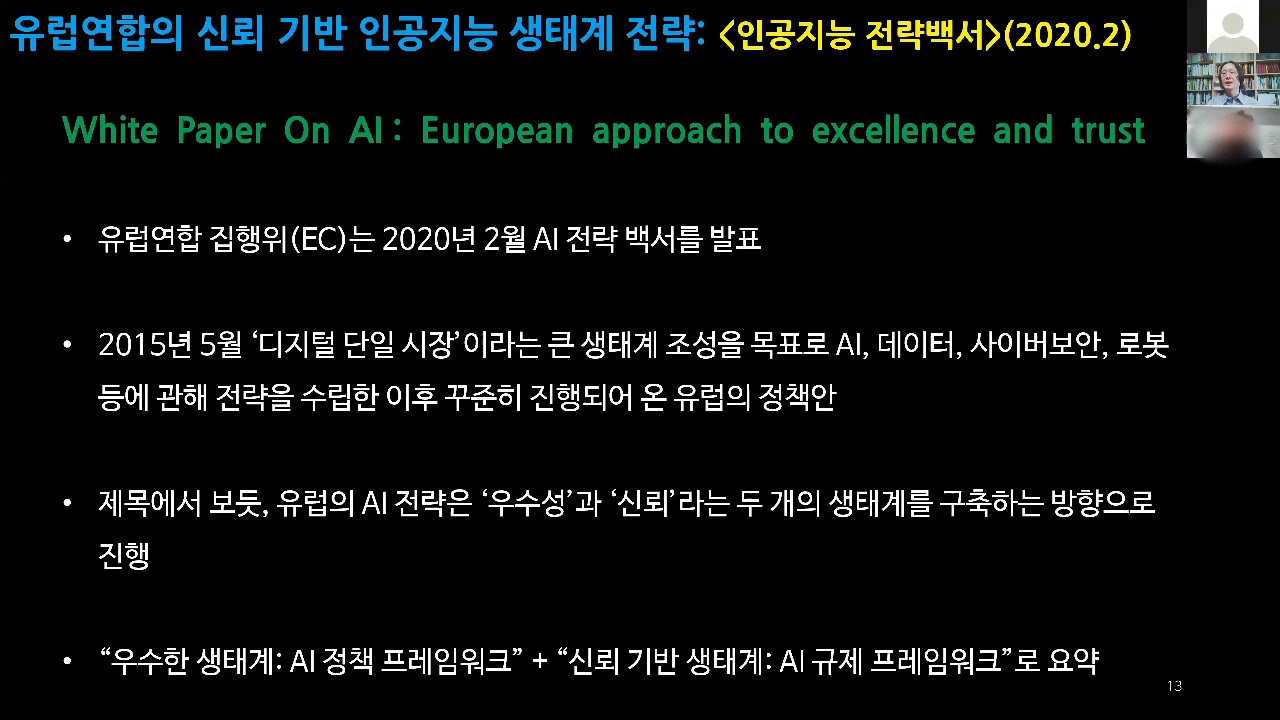 유럽연합의 신뢰 기반 인공지능 생태계 전략: <인공지능 전략백서>(2020.2)
White Paper On AI : European approach to excellence and trust
• 유럽연합 집행위(EC)는 2020년 2월 AI 전략 백서를 발표
• 2015년 5월 ‘디지털 단일 시장’이라는 큰 생태계 조성을 목표로 AI, 데이터, 사이버보안, 로봇
등에 관해 전략을 수립한 이후 꾸준히 진행되어 온 유럽의 정책안
• 제목에서 보듯, 유럽의 AI 전략은 ‘우수성’과 ‘신뢰’라는 두 개의 생태계를 구축하는 방향으로
진행
• “우수한 생태계: AI 정책 프레임워크” + “신뢰 기반 생태계: AI 규제 프레임워크”로 요약
13